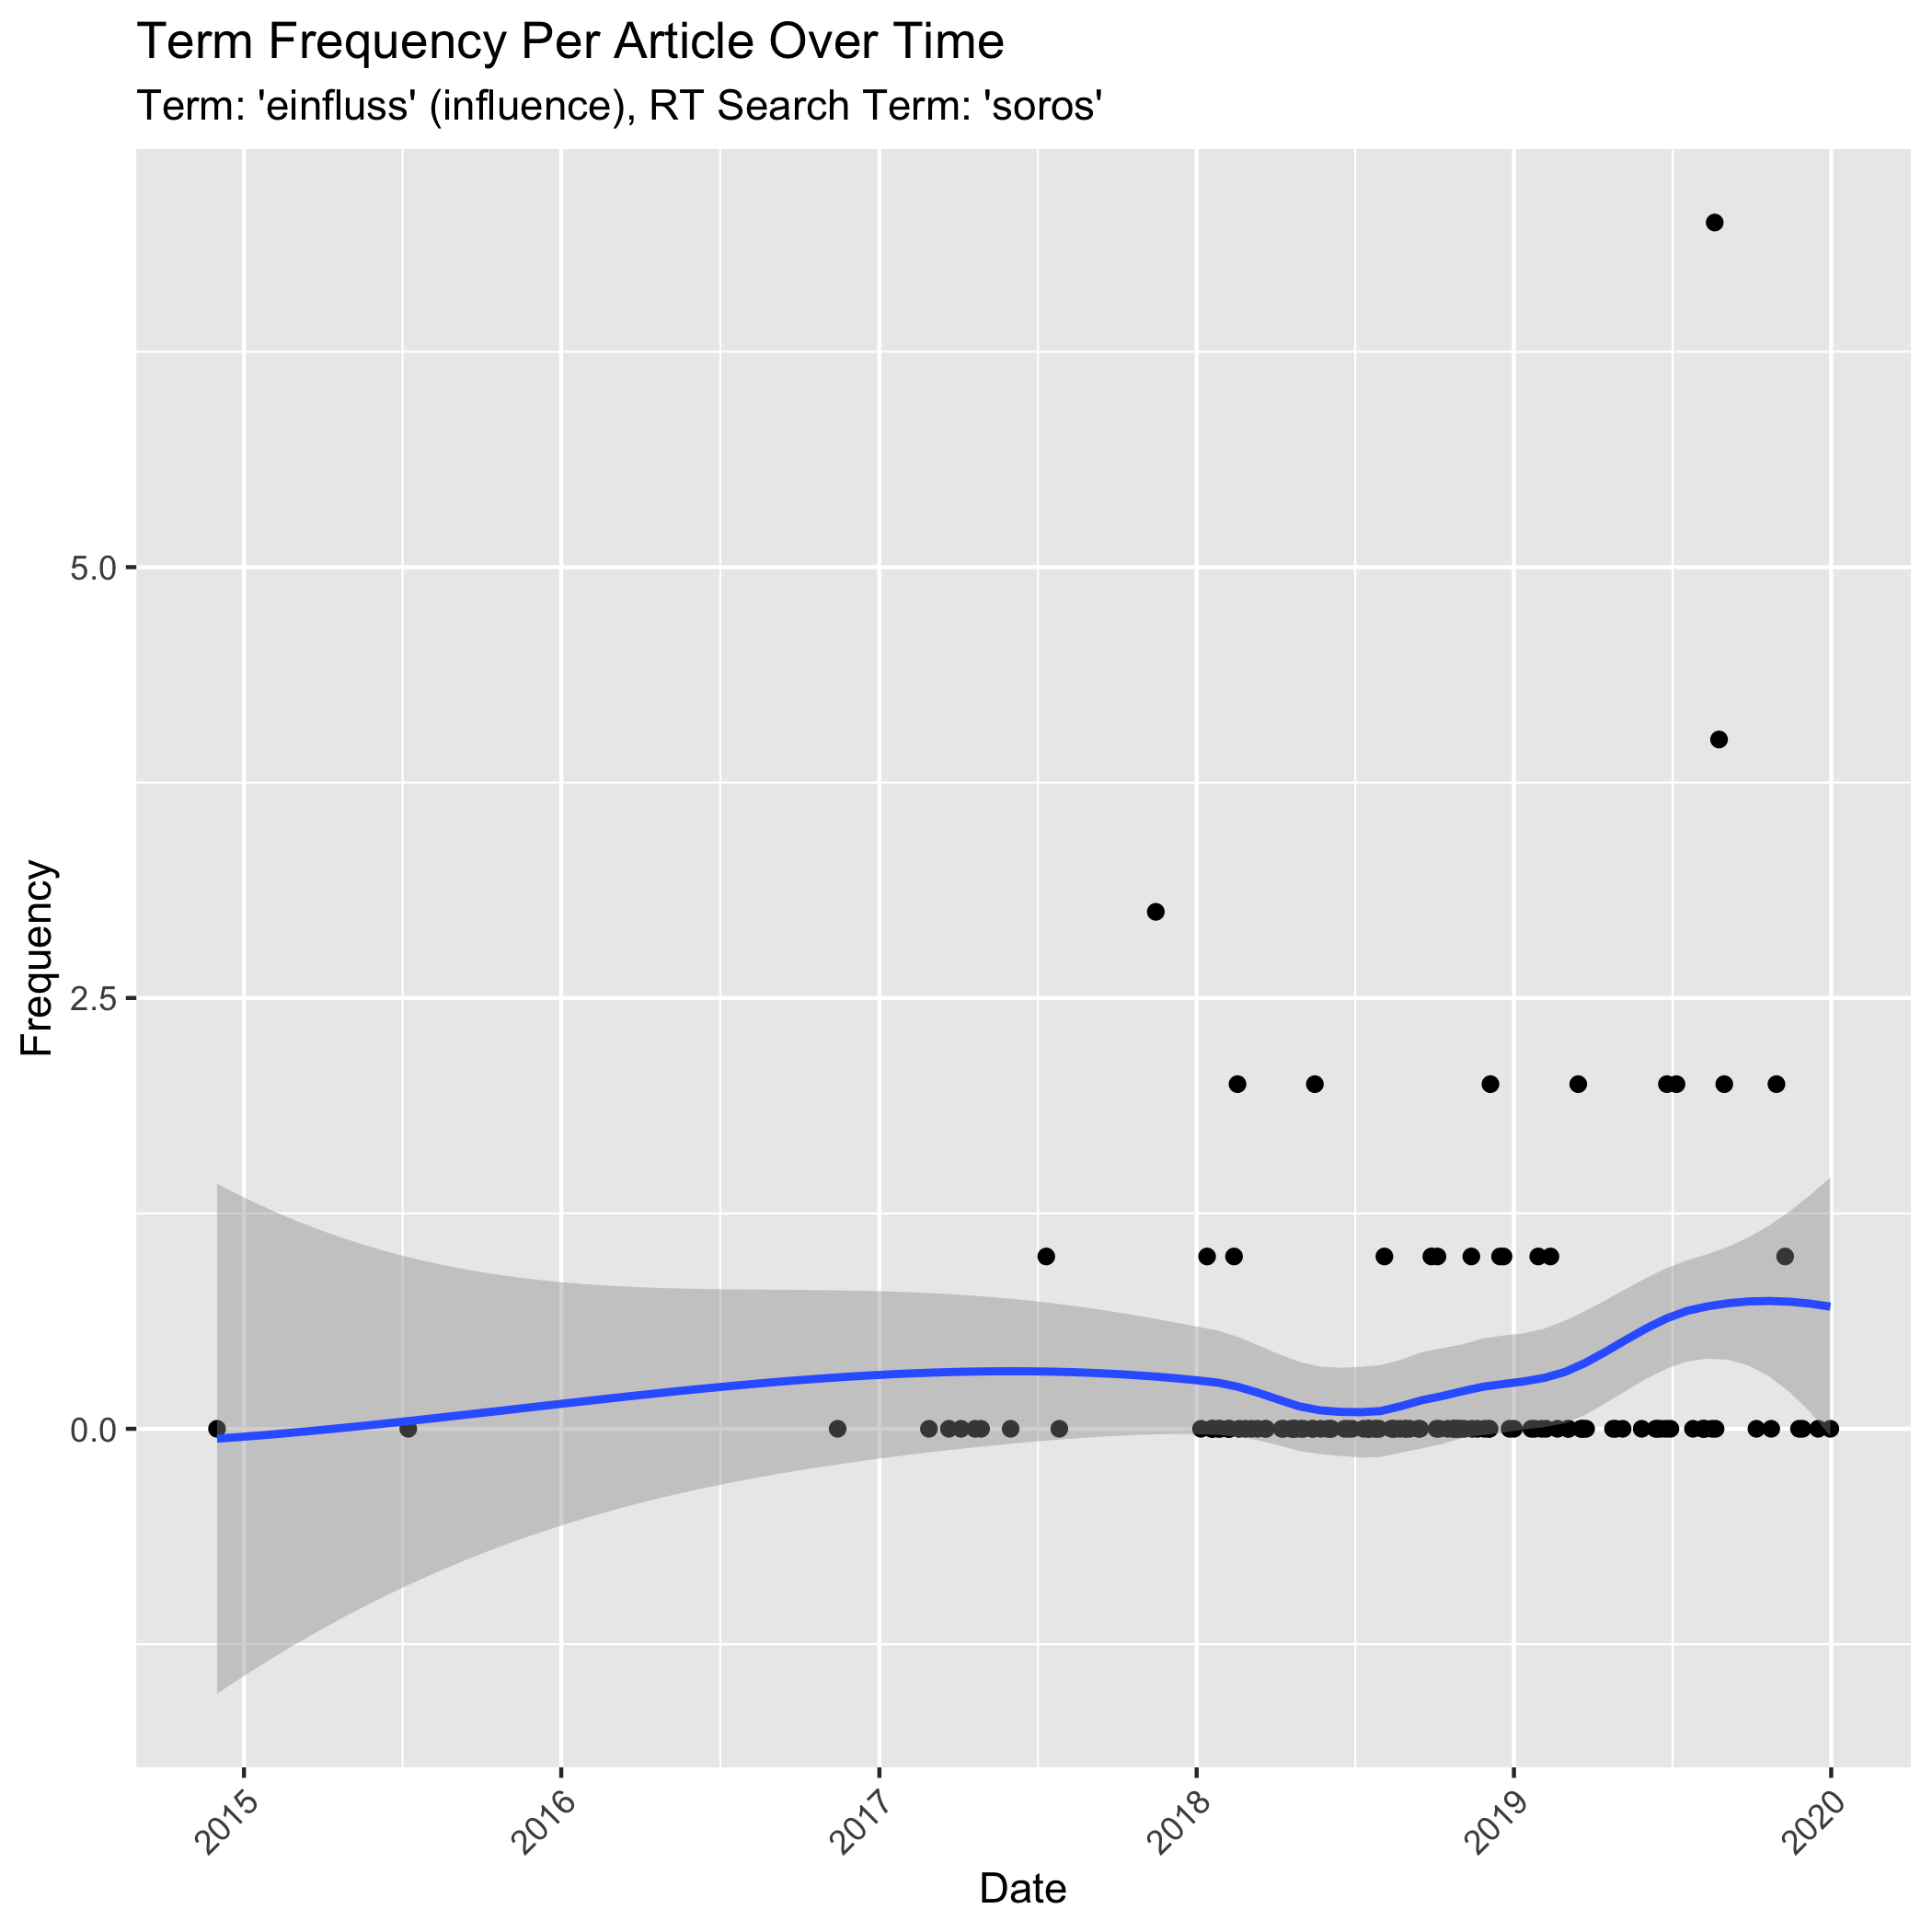 Term Frequency Per Article Over Time
Term: 'einfluss' (influence), RT Search Term: 'soros'
Frequency
5.0
2.5
0.0
2015
2016
2017
2018
2019
2020
Date